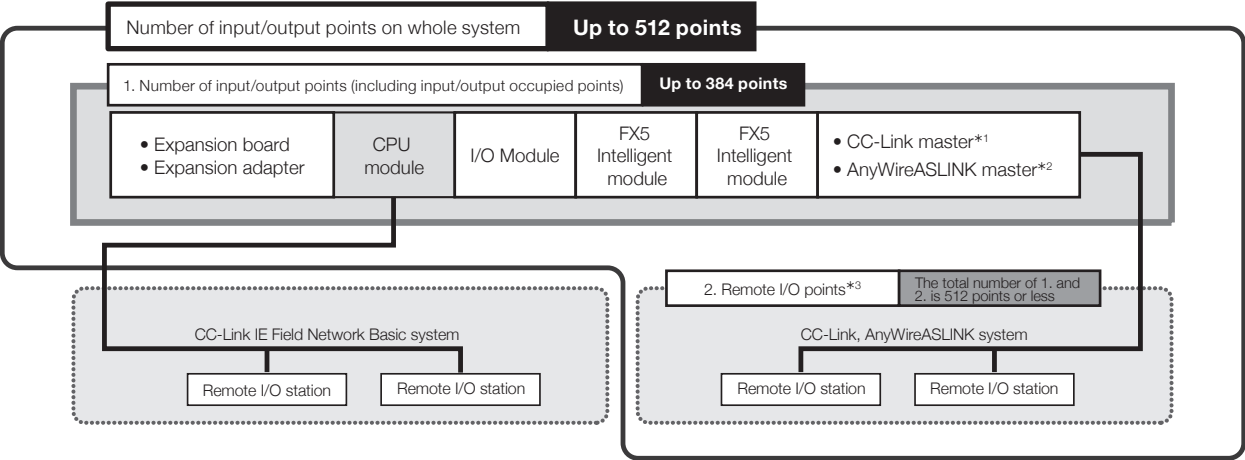 Number of input/output points on whole system
Up to 512 points
1. Number of input/output points (including input/output occupied points)
Up to 384 points
• Expansion board
• Expansion adapter
CPU
module
I/O Module
FX5
Intelligent
module
FX5
Intelligent
module
• CC-Link master*1
• AnyWireASLINK master*2
2. Remote I/O points*3
The total number of 1. and
2. is 512 points or less
CC-Link IE Field Network Basic system
Remote I/O station
Remote I/O station
CC-Link, AnyWireASLINK system
Remote I/O station
Remote I/O station